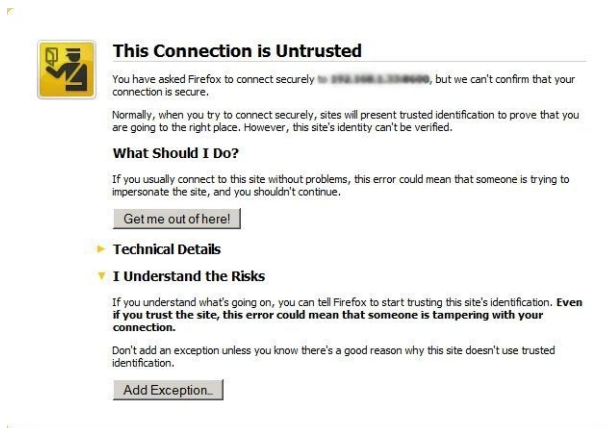 This Connection is Untrusted
You have asked Firefox to connect securely to , but we can't confirm that your
connection is secure.
Normally, when you try to connect securely, sites will present trusted identification to prove that you
are going to the right place. However, this site's identity can't be verified.
What Should I Do?
If you usually connect to this site without problems, this error could mean that someone is trying to
impersonate the site, and you shouldn't continue.
Get me out of here!
Technical Details
I Understand the Risks
If you understand what's going on, you can tell Firefox to start trusting this site's identification. Even
if you trust the site, this error could mean that someone is tampering with your
connection.
Don't add an exception unless you know there's a good reason why this site doesn't use trusted
identification.
Add Exception...